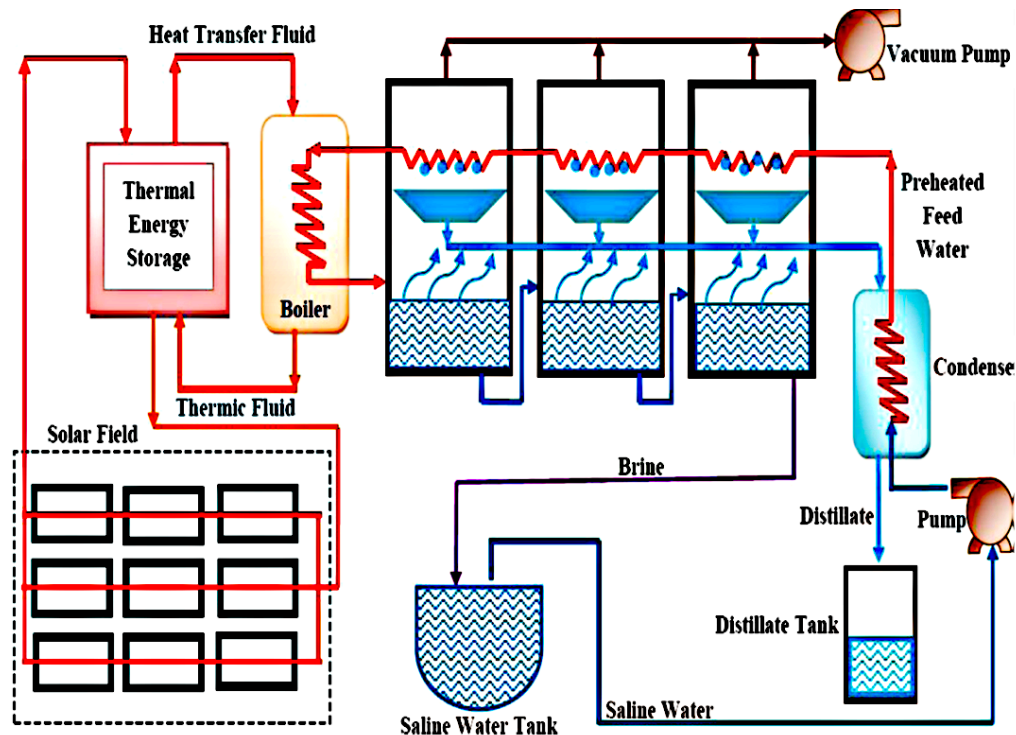 Heat Transfer Fluid
Vacuum Pump
Thermal
Energy
Storage
Preheated
Feed
Water
Boiler
Condense
Thermic Fluid
Solar Field
Brine
Distillate
Pump
Distillate Tank
Saline Water Tank
Saline Water